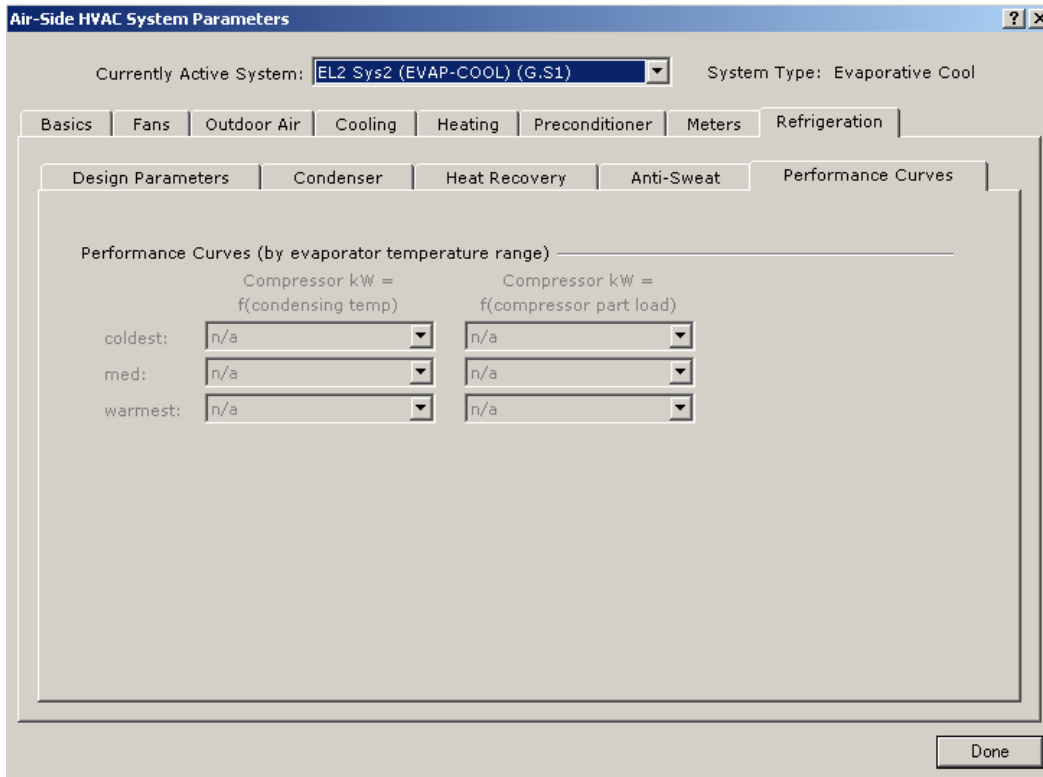 Air-Side HVAC System Parameters
Currently Active System: EL2 Sys2 (EVAP-COOL) (G.S1) System Type: Evaporative Cool
Basics Fans Outdoor Air Cooling Heating Preconditioner Meters Refrigeration
Design Parameters Condenser Heat Recovery Anti-Sweat Performance Curves
Performance Curves (by evaporator temperature range)
Compressor kW = Compressor kW =
f(condensing temp) f(compressor part load)
coldest: n/a n/a
med: n/a n/a
warmest: n/a n/a
Done